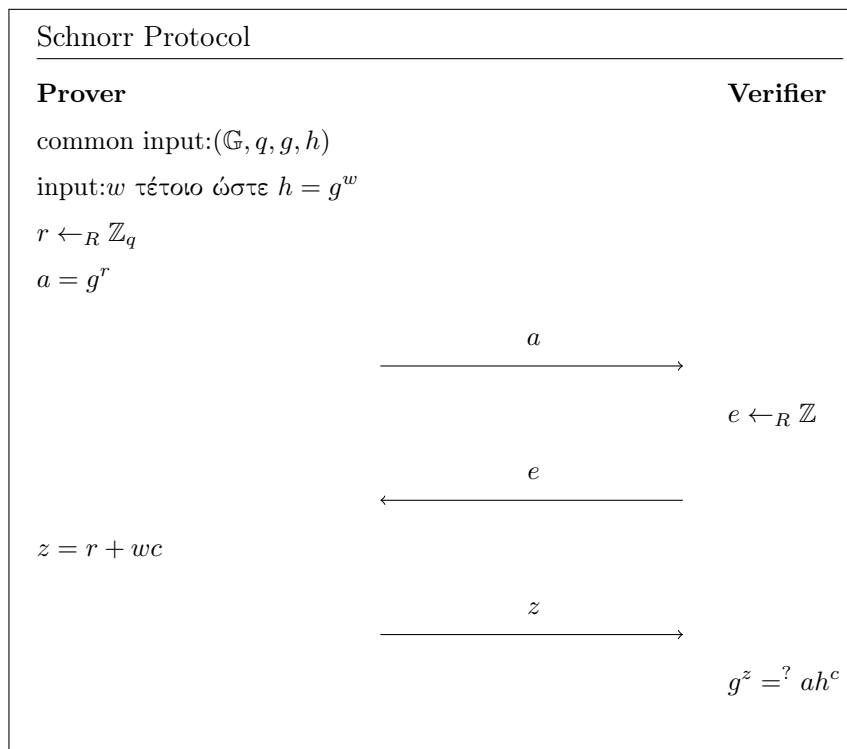 Schnorr Protocol
Prover Verifier
common input:(𝔾, q, g, h)
input:w τέτοιο ώστε h = g^w
r ←_R ℤ_q
a = g^r
a
e ←_R ℤ
e
z = r + wc
z
g^z =^? ah^c